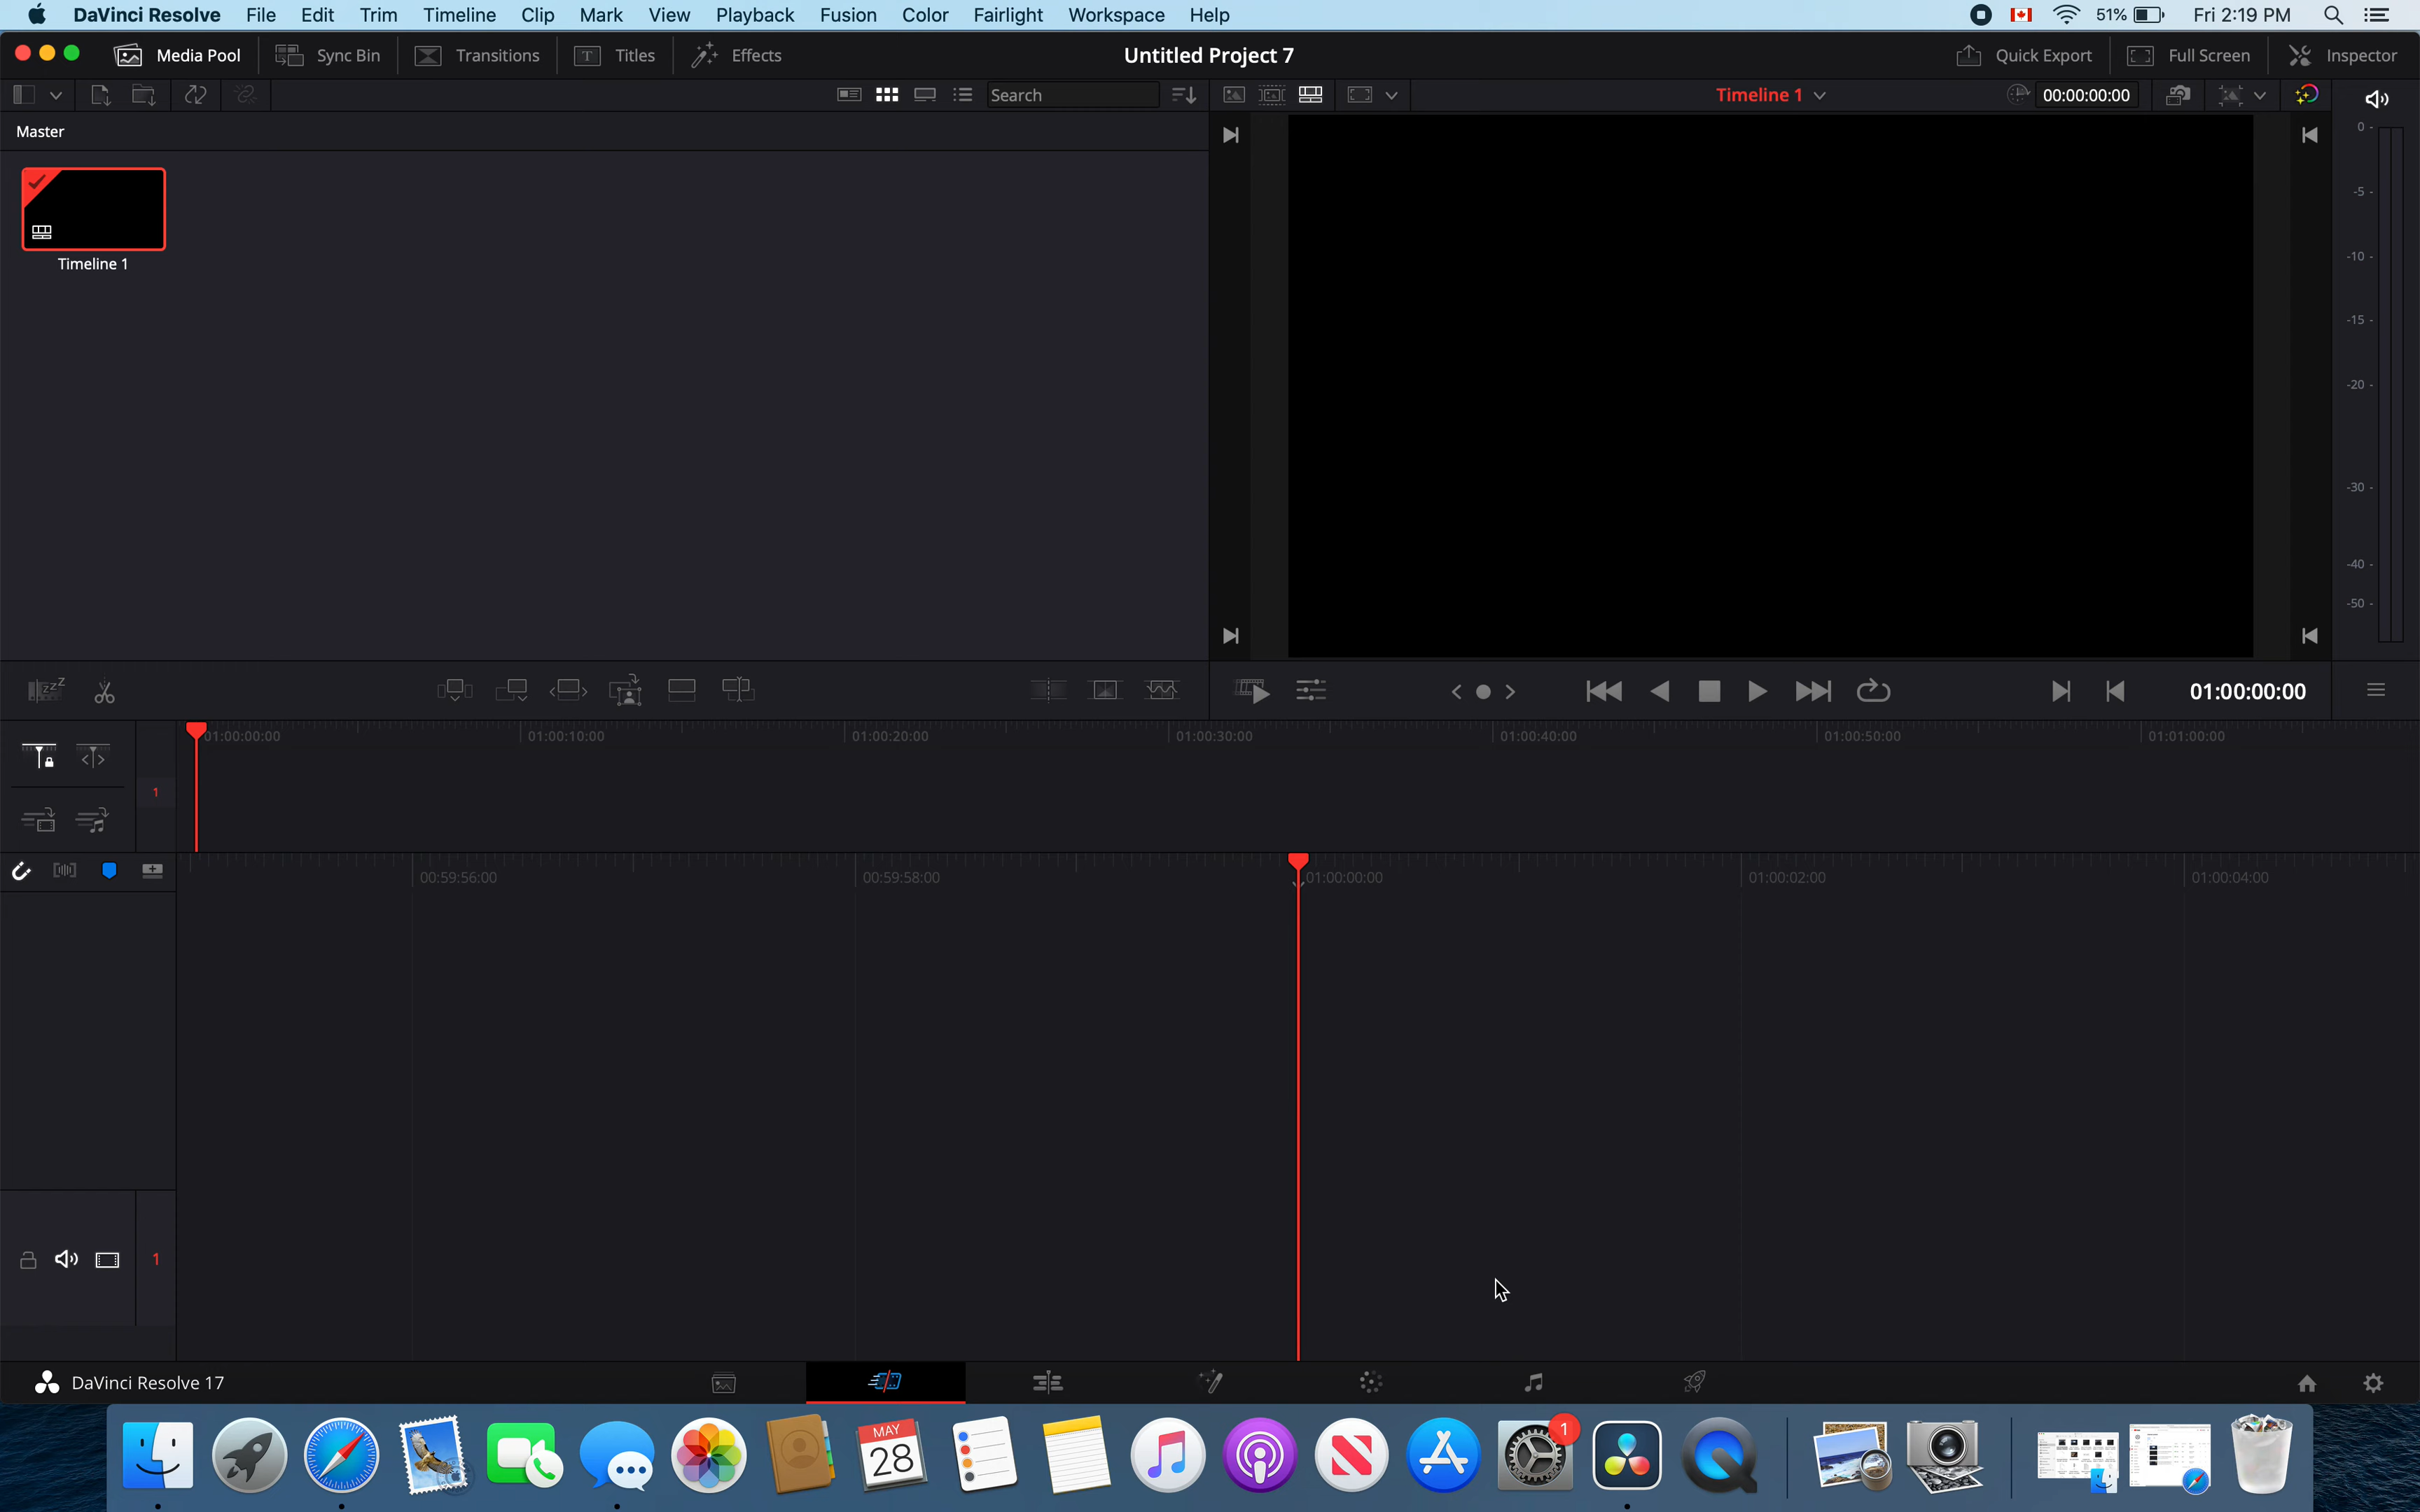 DaVinci Resolve File Edit Trim Timeline Clip Mark View Playback Fusion Color Fairlight Workspace Help 51% Fri 2:19 PM
Media Pool Sync Bin Transitions T Titles Effects Untitled Project 7 Quick Export Full Screen Inspector
Search Timeline 1 00:00:00:00
Master
Timeline 1
0 -
-5 -
-10 -
-15 -
-20 -
-30 -
-40 -
-50 -
zzZ 01:00:00:00
01:00:00:00 01:00:10:00 01:00:20:00 01:00:30:00 01:00:40:00 01:00:50:00 01:01:00:00
1
00:59:56:00 00:59:58:00 01:00:00:00 01:00:02:00 01:00:04:00
1
DaVinci Resolve 17
MAY
28
1